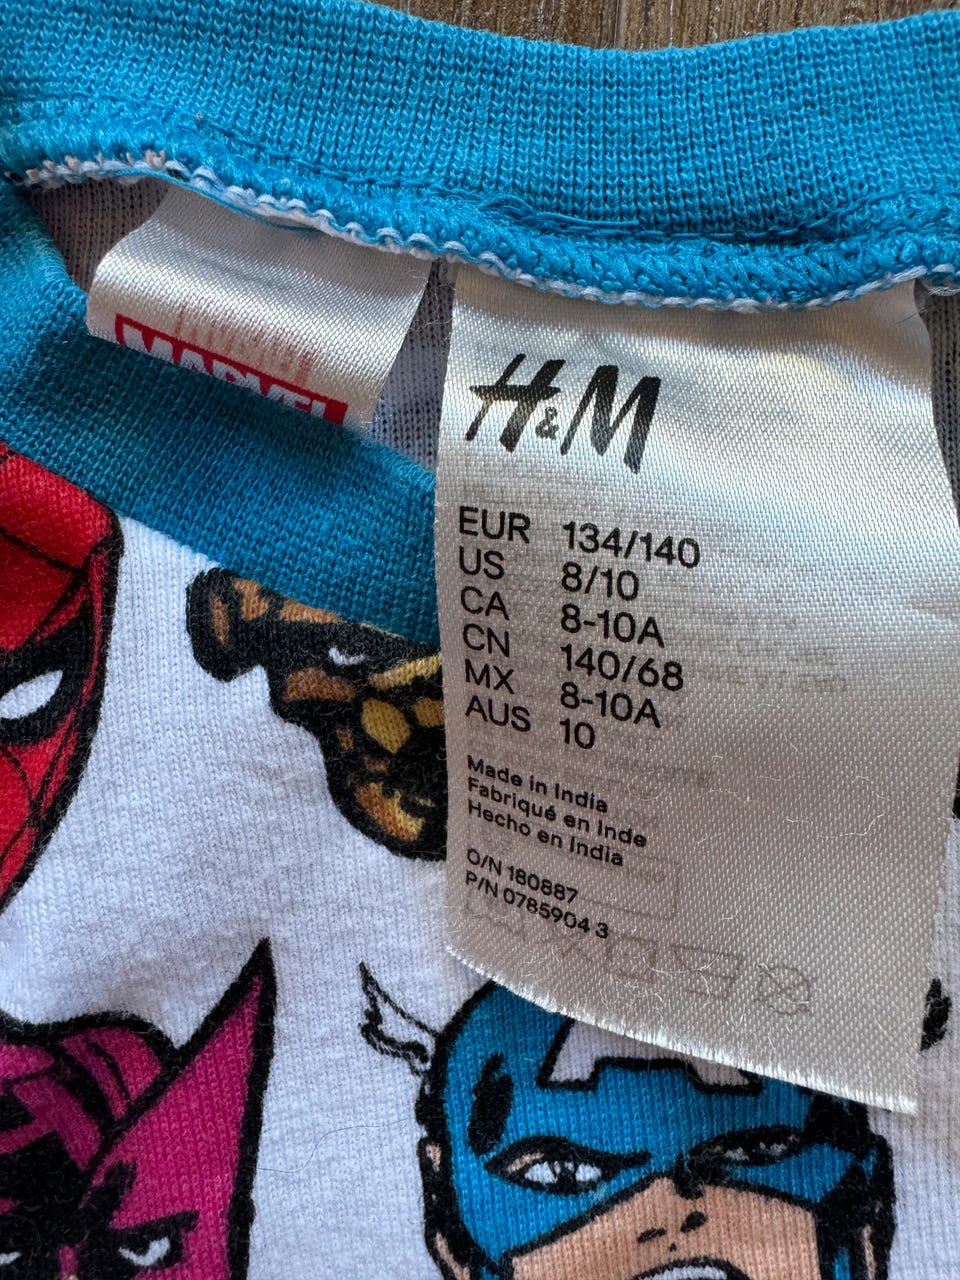 MARVEL
H&M
EUR 134/140
US 8/10
CA 8-10A
CN 140/68
MX 8-10A
AUS 10
Made in India
Fabriqué en Inde
Hecho en India
O/N 180887
P/N 0785904 3
A